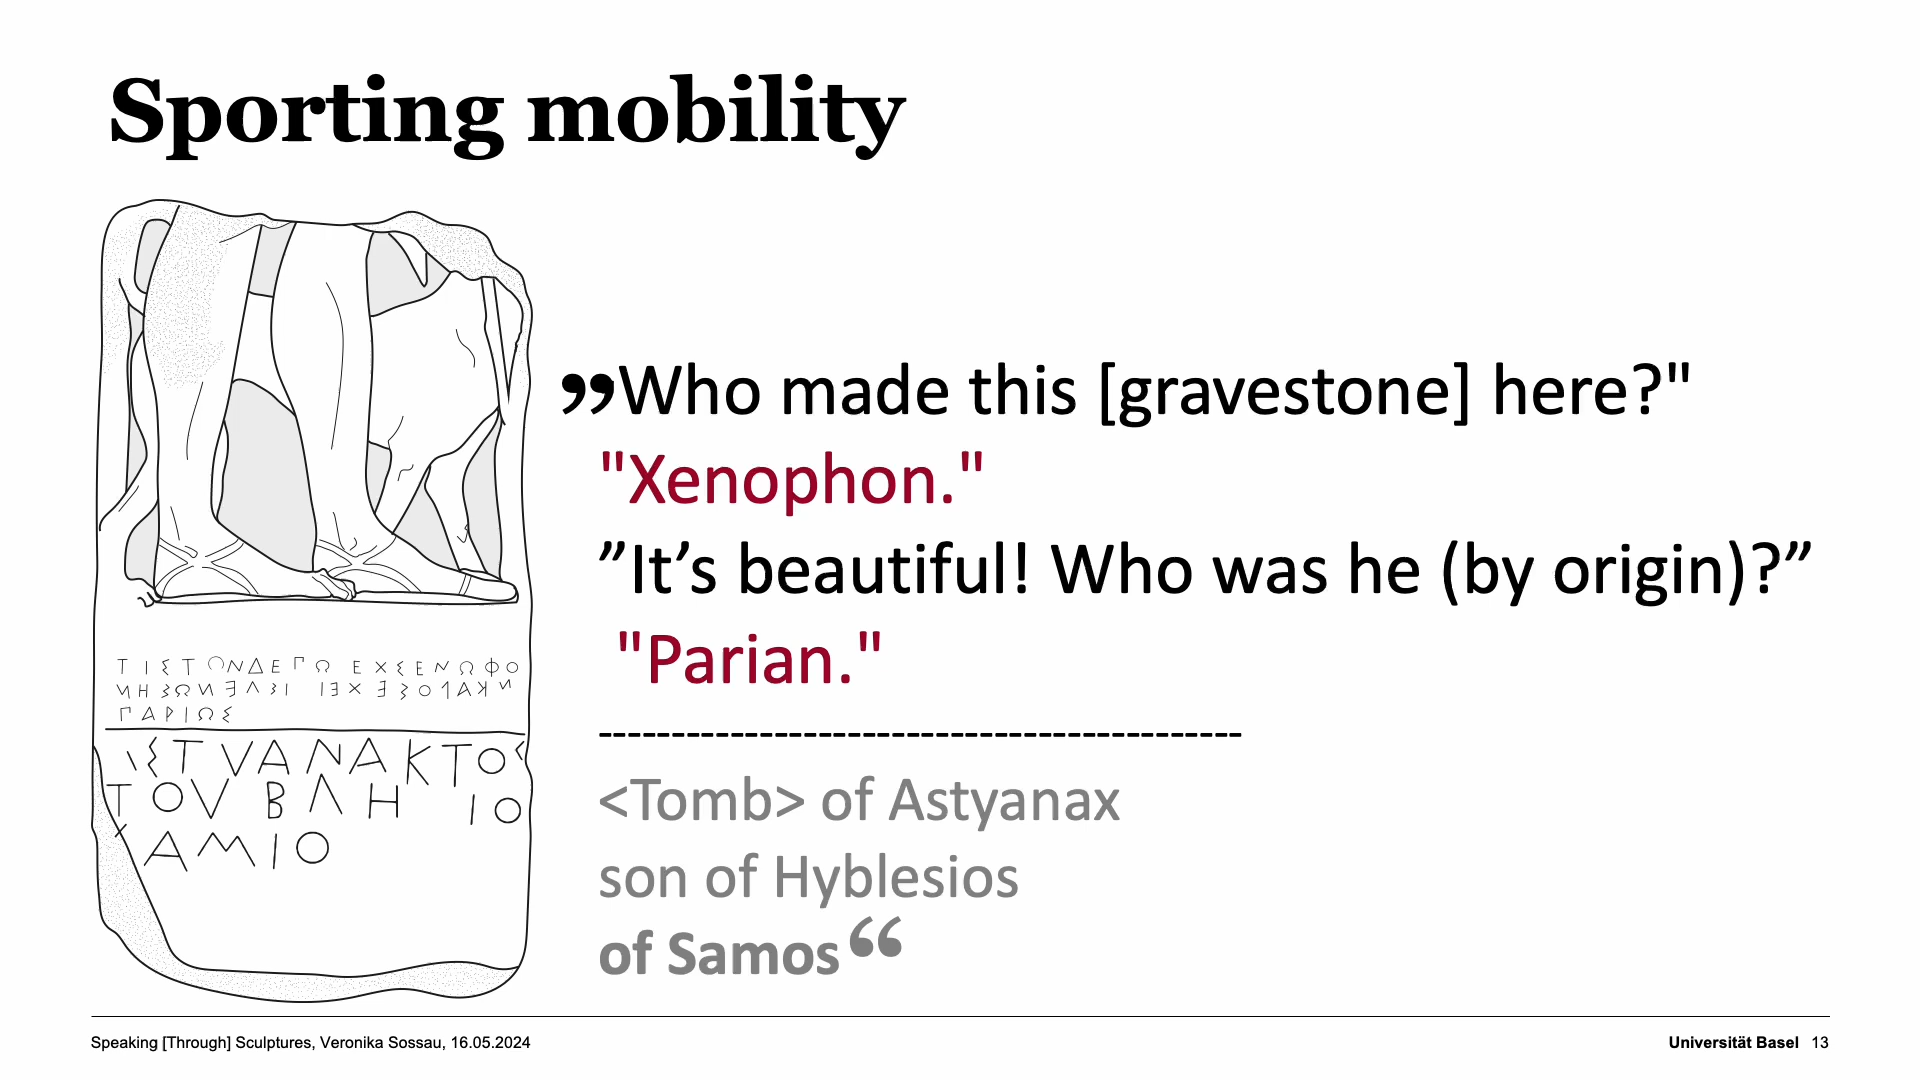 Sporting mobility
Τ Ι Σ Τ Ο Ν Δ Ε Γ Ω Ε Χ Σ Ε Ν Ω Φ Ο
Ν Η Σ Ω Ν Ε Λ Σ Ι Ι Ε Χ Ε Σ Ο Λ Α Κ Ν
Γ Α Ρ Ι Ω Σ
Ι Σ Τ Υ Α Ν Α Κ Τ Ο Σ
Τ Ο Υ Β Λ Η Ι Ο
Α Μ Ι Ο
”Who made this [gravestone] here?"
"Xenophon."
”It’s beautiful! Who was he (by origin)?”
"Parian."
--------------------------------------------
<Tomb> of Astyanax
son of Hyblesios
of Samos“
Speaking [Through] Sculptures, Veronika Sossau, 16.05.2024
Universität Basel 13